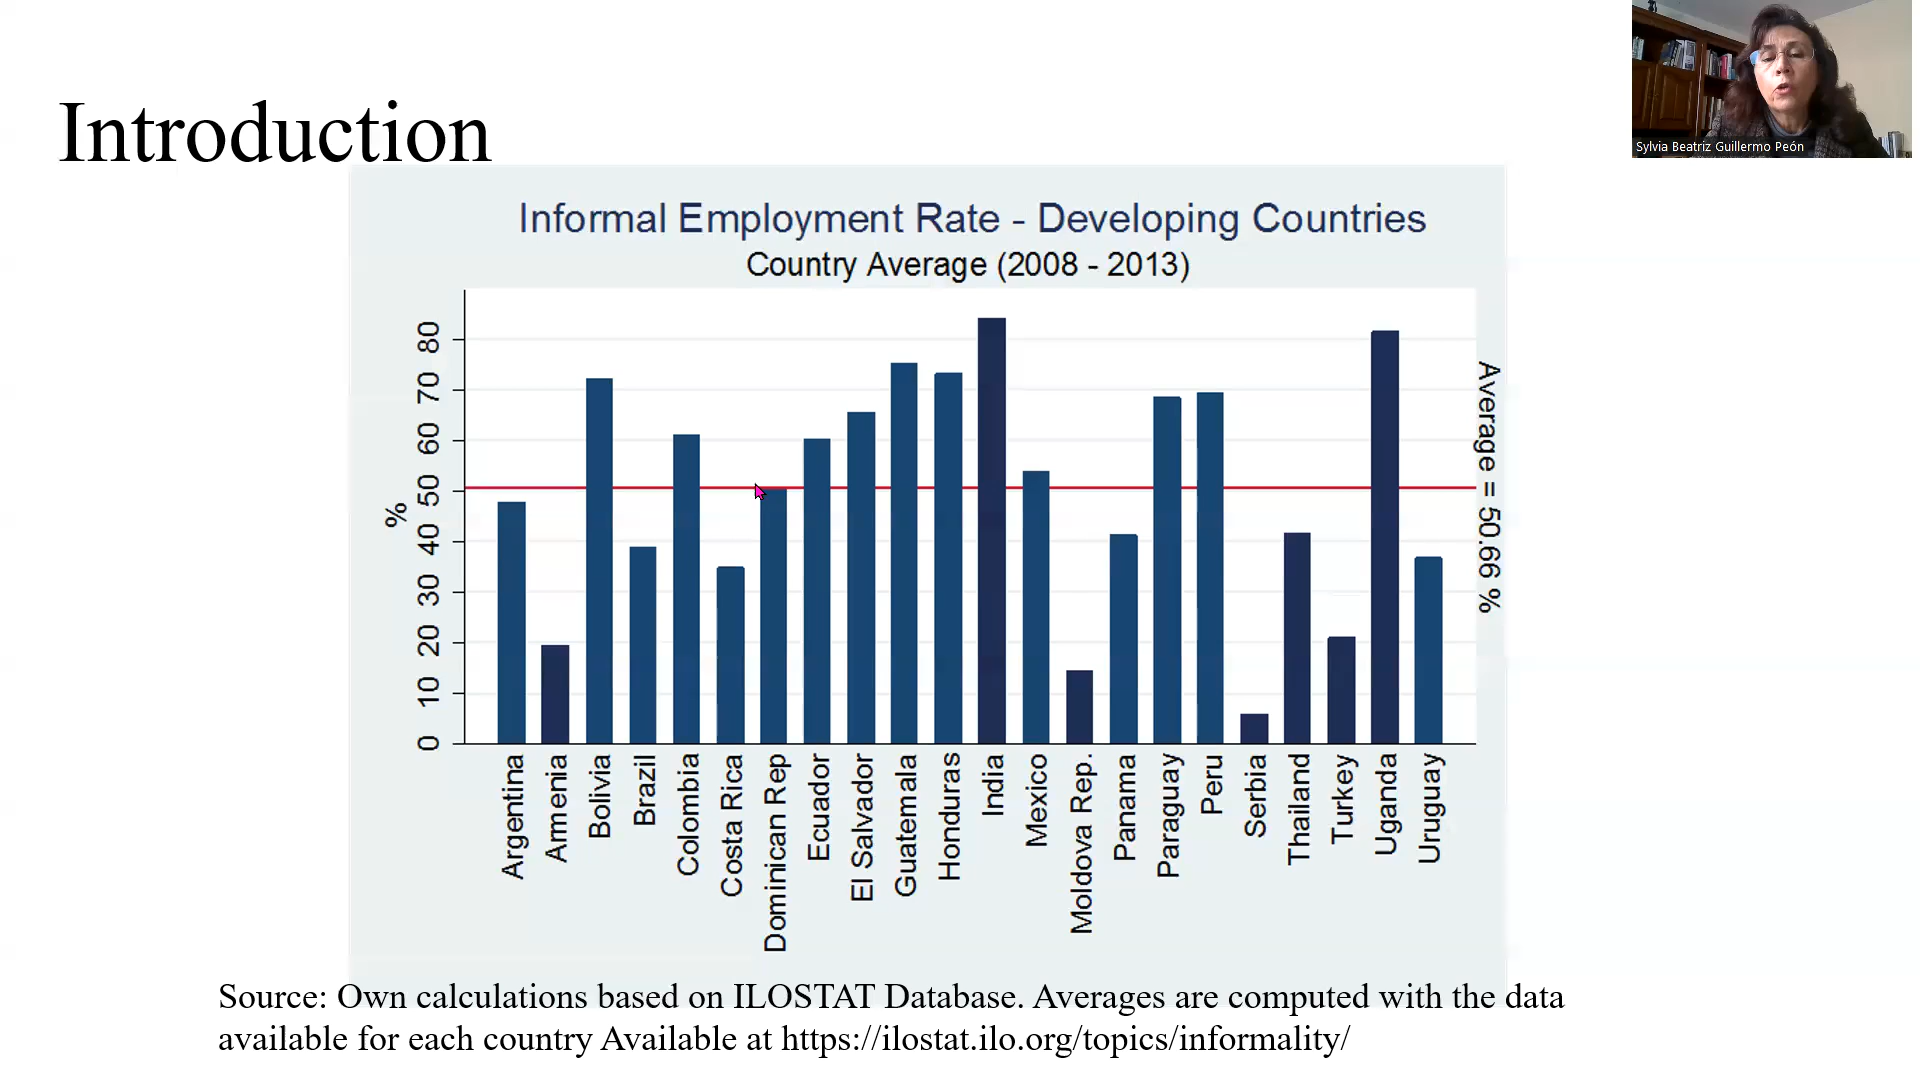 Introduction
Sylvia Beatriz Guillermo Peón
Informal Employment Rate - Developing Countries
Country Average (2008 - 2013)
%
80
70
60
50
40
30
20
10
0
Average = 50.66 %
Argentina
Armenia
Bolivia
Brazil
Colombia
Costa Rica
Dominican Rep
Ecuador
El Salvador
Guatemala
Honduras
India
Mexico
Moldova Rep.
Panama
Paraguay
Peru
Serbia
Thailand
Turkey
Uganda
Uruguay
Source: Own calculations based on ILOSTAT Database. Averages are computed with the data
available for each country Available at https://ilostat.ilo.org/topics/informality/